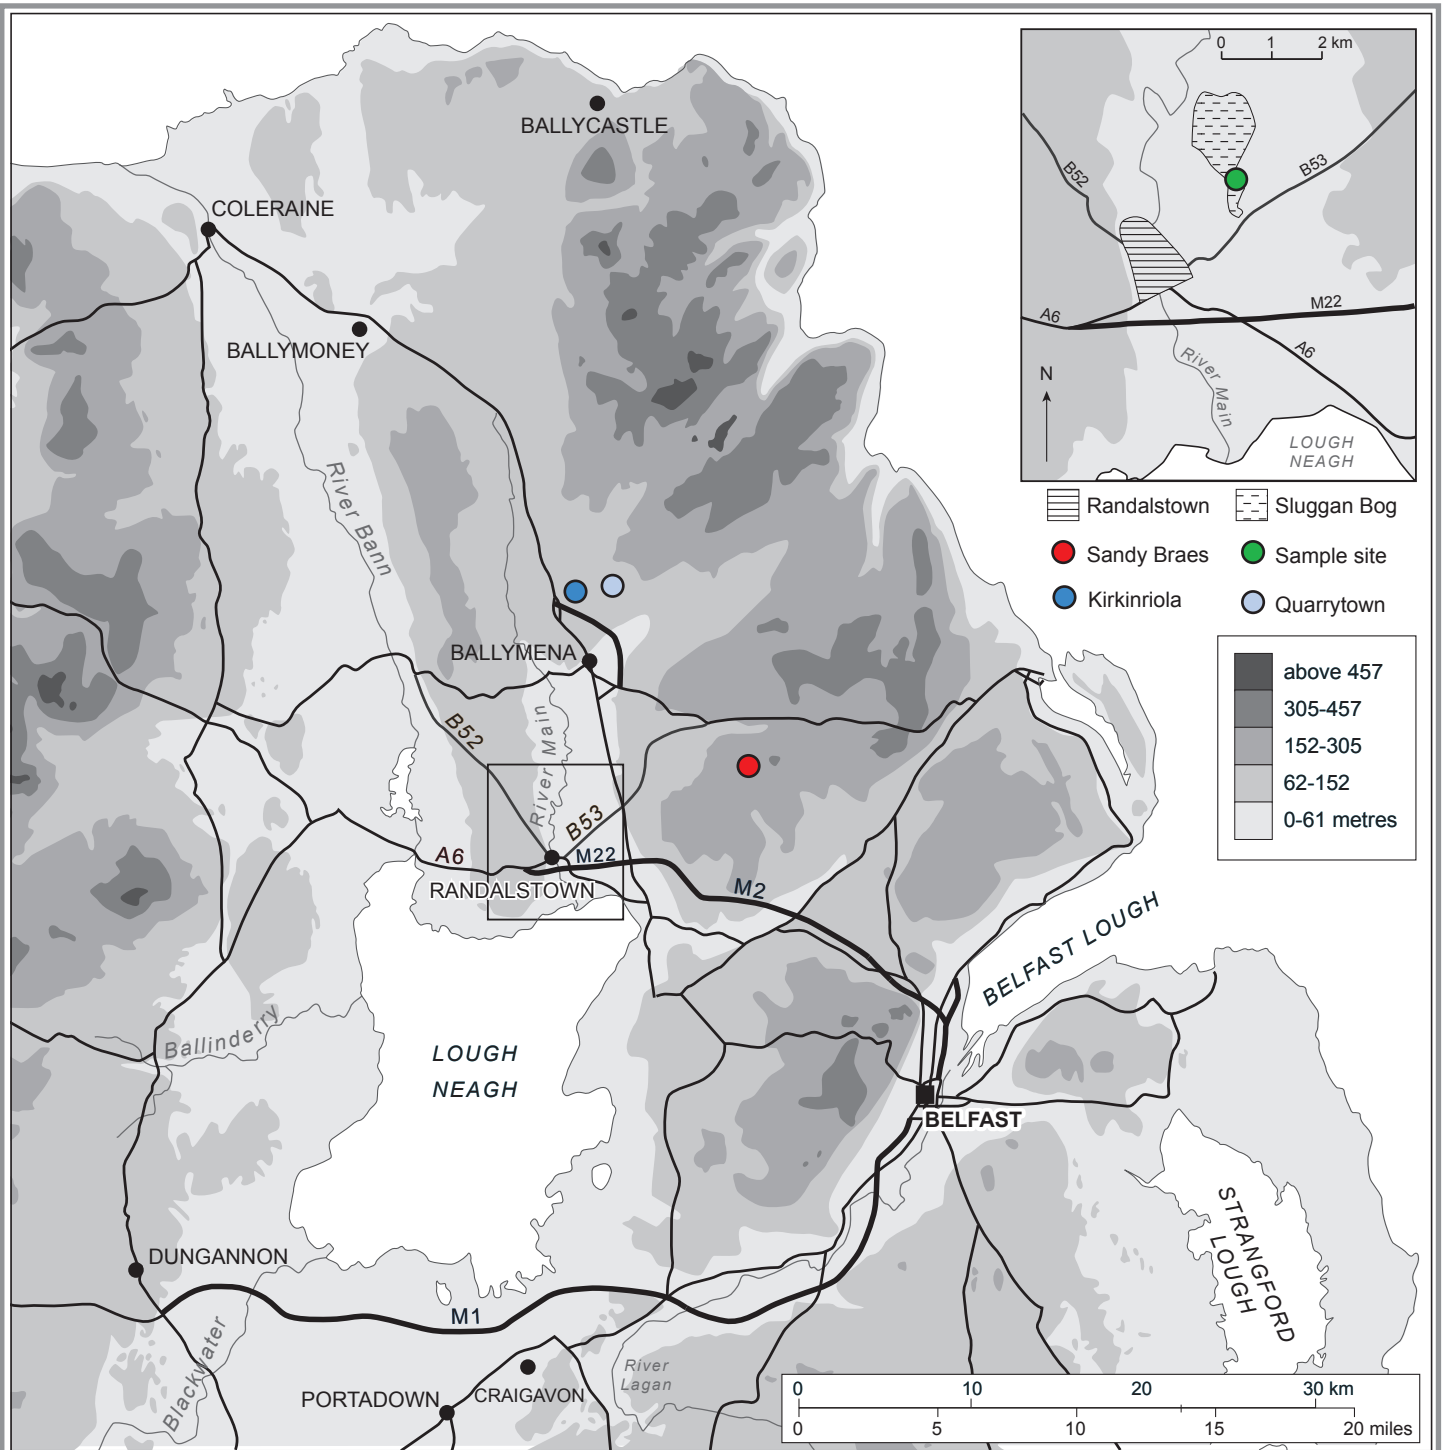 BALLYCASTLE
COLERAINE
BALLYMONEY
River Bann
BALLYMENA
B52
River Main
B53
A6
M22
RANDALSTOWN
M2
BELFAST LOUGH
Ballinderry
LOUGH
NEAGH
BELFAST
STRANGFORD
LOUGH
DUNGANNON
M1
Blackwater
PORTADOWN
CRAIGAVON
River
Lagan
0 1 2 km
B52
B53
M22
A6
A6
River Main
N
LOUGH
NEAGH
Randalstown
Sluggan Bog
Sandy Braes
Sample site
Kirkinriola
Quarrytown
above 457
305-457
152-305
62-152
0-61 metres
0 10 20 30 km
0 5 10 15 20 miles